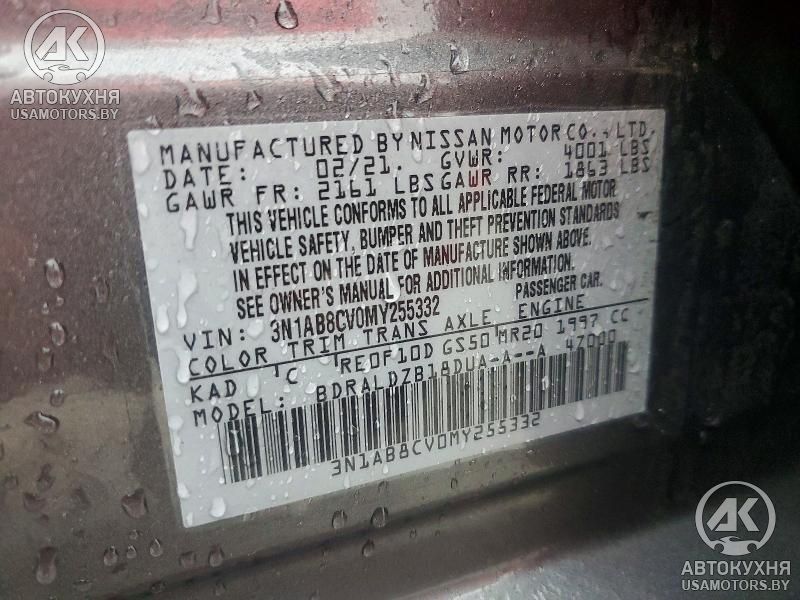 АК
АВТОКУХНЯ
USAMOTORS.BY
MANUFACTURED BY NISSAN MOTOR CO., LTD.
DATE: 02/21. GVWR: 4001 LBS
GAWR FR: 2161 LBS GAWR RR: 1863 LBS
THIS VEHICLE CONFORMS TO ALL APPLICABLE FEDERAL MOTOR
VEHICLE SAFETY, BUMPER AND THEFT PREVENTION STANDARDS
IN EFFECT ON THE DATE OF MANUFACTURE SHOWN ABOVE.
SEE OWNER'S MANUAL FOR ADDITIONAL INFORMATION.
VIN: 3N1AB8CV0MY255332 PASSENGER CAR.
COLOR TRIM TRANS AXLE ENGINE
KAD C RE0F10D GS50 MR20 1997 CC
MODEL: BDRALDZB18DUA-A--A 47000
3N1AB8CV0MY255332
АК
АВТОКУХНЯ
USAMOTORS.BY